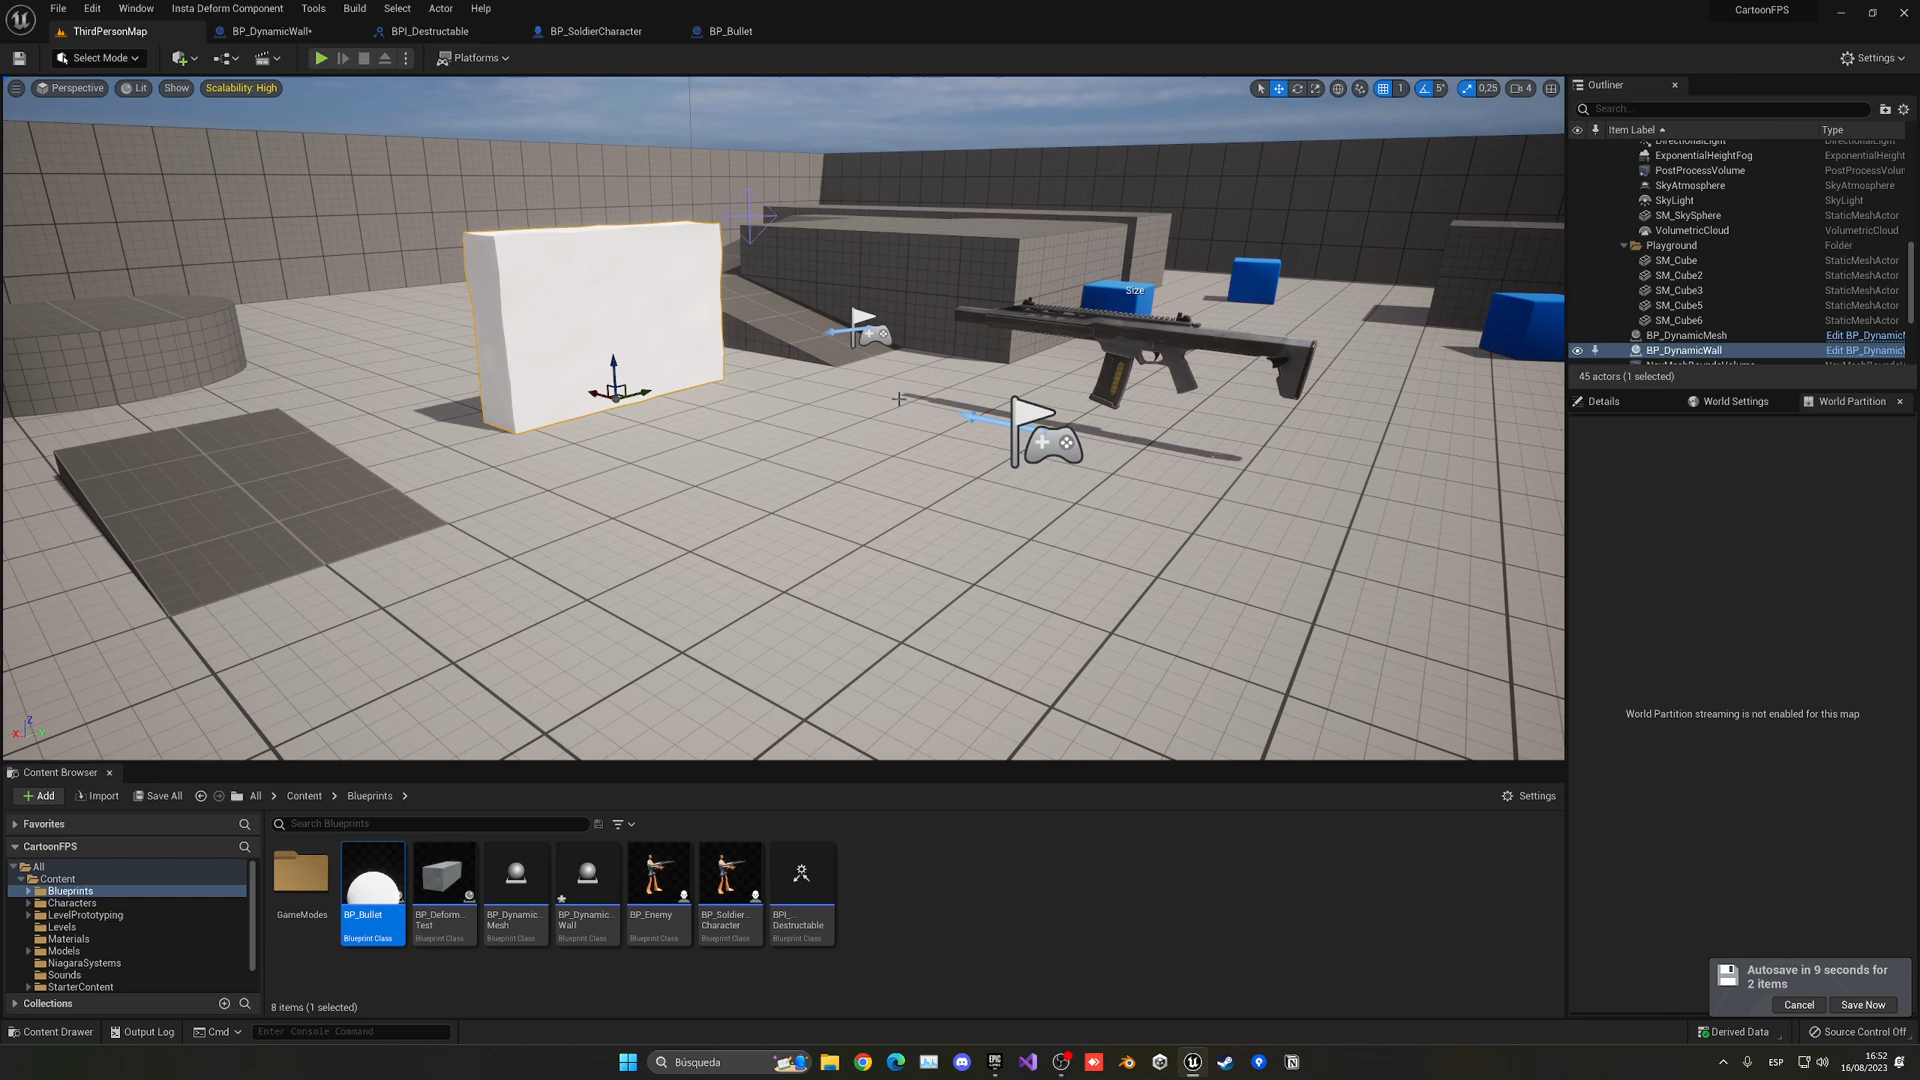 File Edit Window Insta Deform Component Tools Build Select Actor Help
CartoonFPS
ThirdPersonMap BP_DynamicWall* BPI_Destructable BP_SoldierCharacter BP_Bullet
Select Mode Platforms Settings
Perspective Lit Show Scalability: High 1 5° 0,25 4
Size
X Z Y
Outliner
Search...
Item Label Type
DirectionalLight DirectionalLight
ExponentialHeightFog ExponentialHeight
PostProcessVolume PostProcessVolun
SkyAtmosphere SkyAtmosphere
SkyLight SkyLight
SM_SkySphere StaticMeshActor
VolumetricCloud VolumetricCloud
Playground Folder
SM_Cube StaticMeshActor
SM_Cube2 StaticMeshActor
SM_Cube3 StaticMeshActor
SM_Cube5 StaticMeshActor
SM_Cube6 StaticMeshActor
BP_DynamicMesh Edit BP_Dynamic
BP_DynamicWall Edit BP_Dynamic
45 actors (1 selected)
Details World Settings World Partition
World Partition streaming is not enabled for this map
Content Browser
Add Import Save All All Content Blueprints Settings
Favorites
Search Blueprints
CartoonFPS
All
Content
Blueprints
Characters
LevelPrototyping
Levels
Materials
Models
NiagaraSystems
Sounds
StarterContent
Collections
GameModes
BP_Bullet
Blueprint Class
BP_Deform...
Test
Blueprint Class
BP_Dynamic...
Mesh
Blueprint Class
BP_Dynamic...
Wall
Blueprint Class
BP_Enemy
Blueprint Class
BP_Soldier...
Character
Blueprint Class
BPI_...
Destructable
Blueprint Class
8 items (1 selected)
Autosave in 9 seconds for
2 items
Cancel Save Now
Content Drawer Output Log Cmd Enter Console Command Derived Data Source Control Off
Búsqueda EPIC GAMES ESP 16:52
16/08/2023